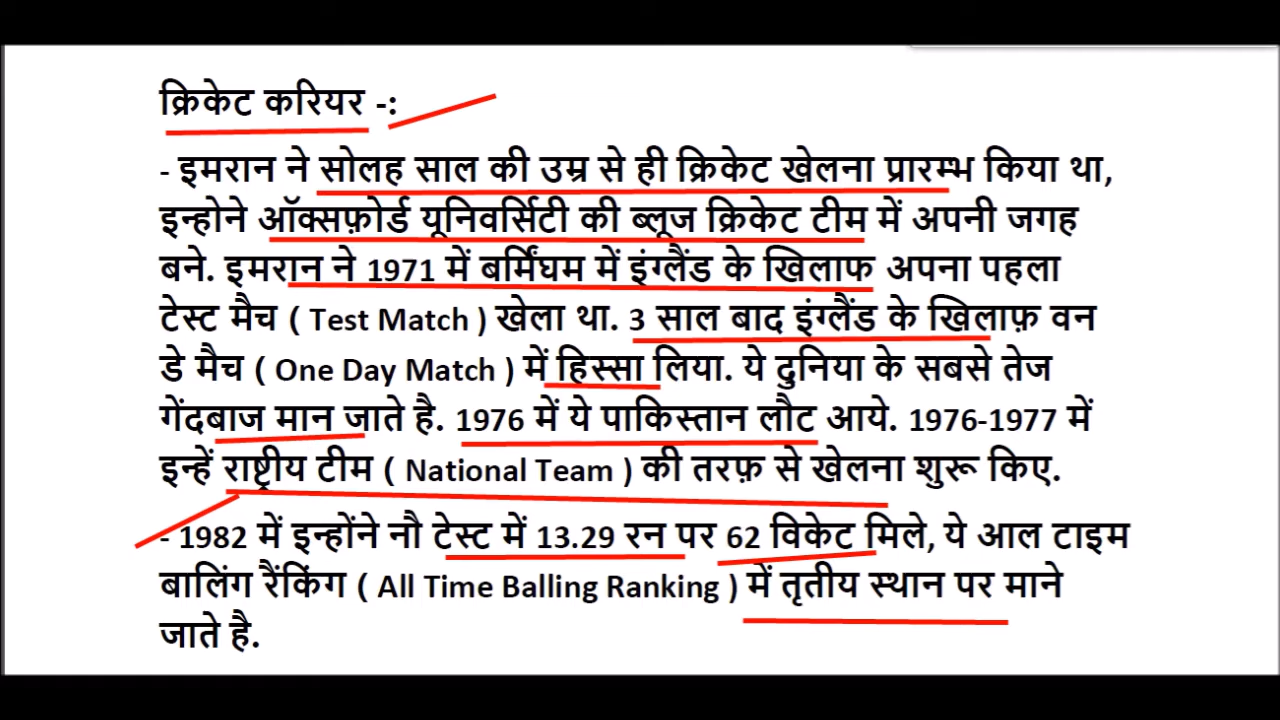 क्रिकेट करियर -:
- इमरान ने सोलह साल की उम्र से ही क्रिकेट खेलना प्रारम्भ किया था,
इन्होने ऑक्सफ़ोर्ड यूनिवर्सिटी की ब्लूज क्रिकेट टीम में अपनी जगह
बने. इमरान ने 1971 में बर्मिंघम में इंग्लैंड के खिलाफ अपना पहला
टेस्ट मैच ( Test Match ) खेला था. 3 साल बाद इंग्लैंड के खिलाफ़ वन
डे मैच ( One Day Match ) में हिस्सा लिया. ये दुनिया के सबसे तेज
गेंदबाज मान जाते है. 1976 में ये पाकिस्तान लौट आये. 1976-1977 में
इन्हें राष्ट्रीय टीम ( National Team ) की तरफ़ से खेलना शुरू किए.
- 1982 में इन्होंने नौ टेस्ट में 13.29 रन पर 62 विकेट मिले, ये आल टाइम
बालिंग रैंकिंग ( All Time Balling Ranking ) में तृतीय स्थान पर माने
जाते है.